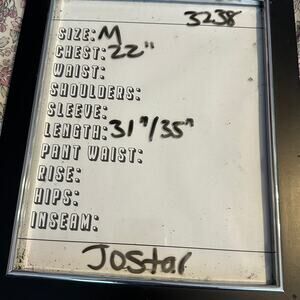 3238
SIZE: M
CHEST: 22"
WAIST:
SHOULDERS:
SLEEVE:
LENGTH: 31"/35"
PANT WAIST:
RISE:
HIPS:
INSEAM:
JoStar